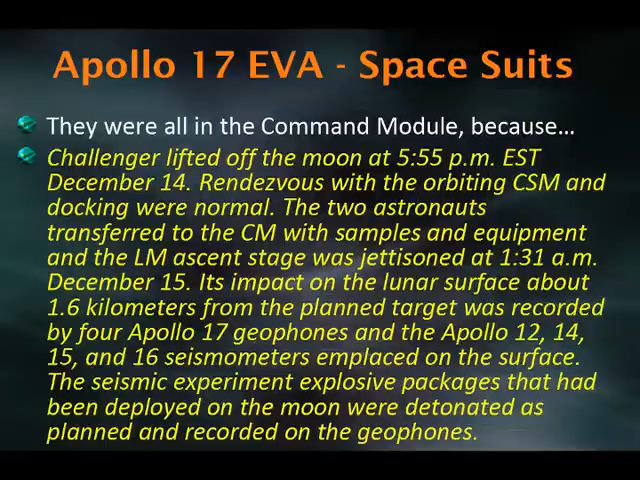 Apollo 17 EVA - Space Suits
They were all in the Command Module, because…
Challenger lifted off the moon at 5:55 p.m. EST
December 14. Rendezvous with the orbiting CSM and
docking were normal. The two astronauts
transferred to the CM with samples and equipment
and the LM ascent stage was jettisoned at 1:31 a.m.
December 15. Its impact on the lunar surface about
1.6 kilometers from the planned target was recorded
by four Apollo 17 geophones and the Apollo 12, 14,
15, and 16 seismometers emplaced on the surface.
The seismic experiment explosive packages that had
been deployed on the moon were detonated as
planned and recorded on the geophones.